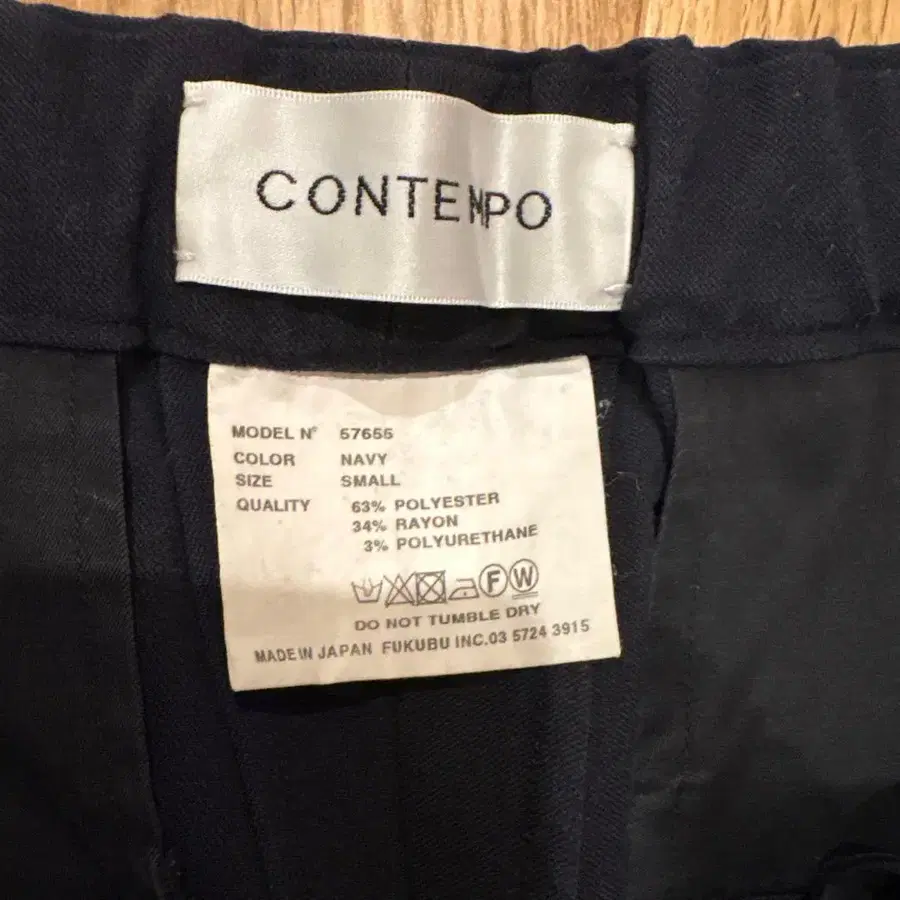 CONTEMPO
MODEL N° 57656
COLOR NAVY
SIZE SMALL
QUALITY 63% POLYESTER
34% RAYON
3% POLYURETHANE
F W
DO NOT TUMBLE DRY
MADE IN JAPAN FUKUBU INC.03 5724 3915